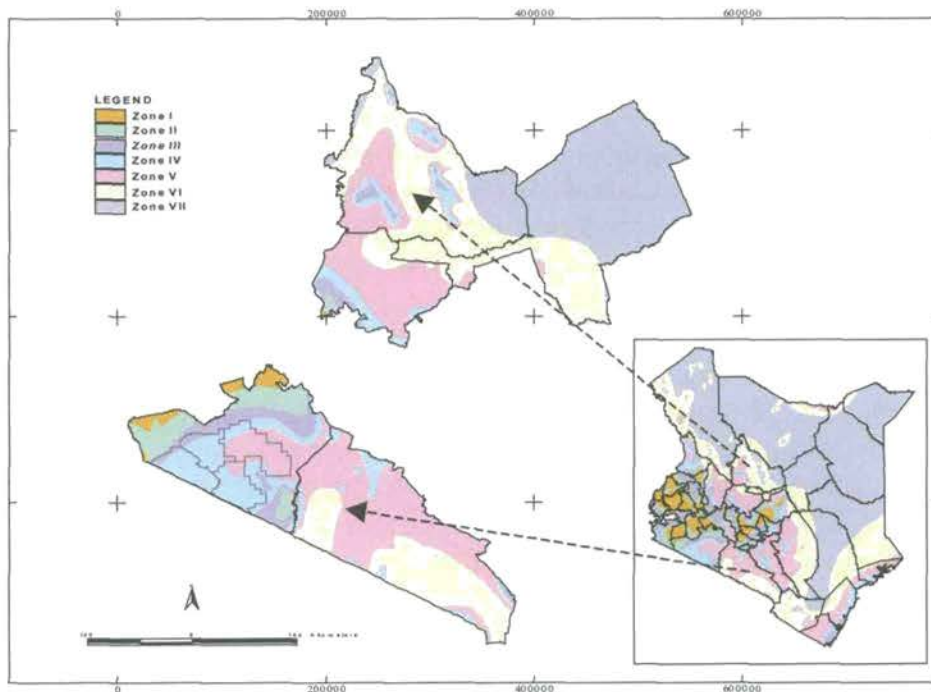 0 200000 400000 600000
LEGEND
Zone I
Zone II
Zone III
Zone IV
Zone V
Zone VI
Zone VII
0 200000 400000 600000